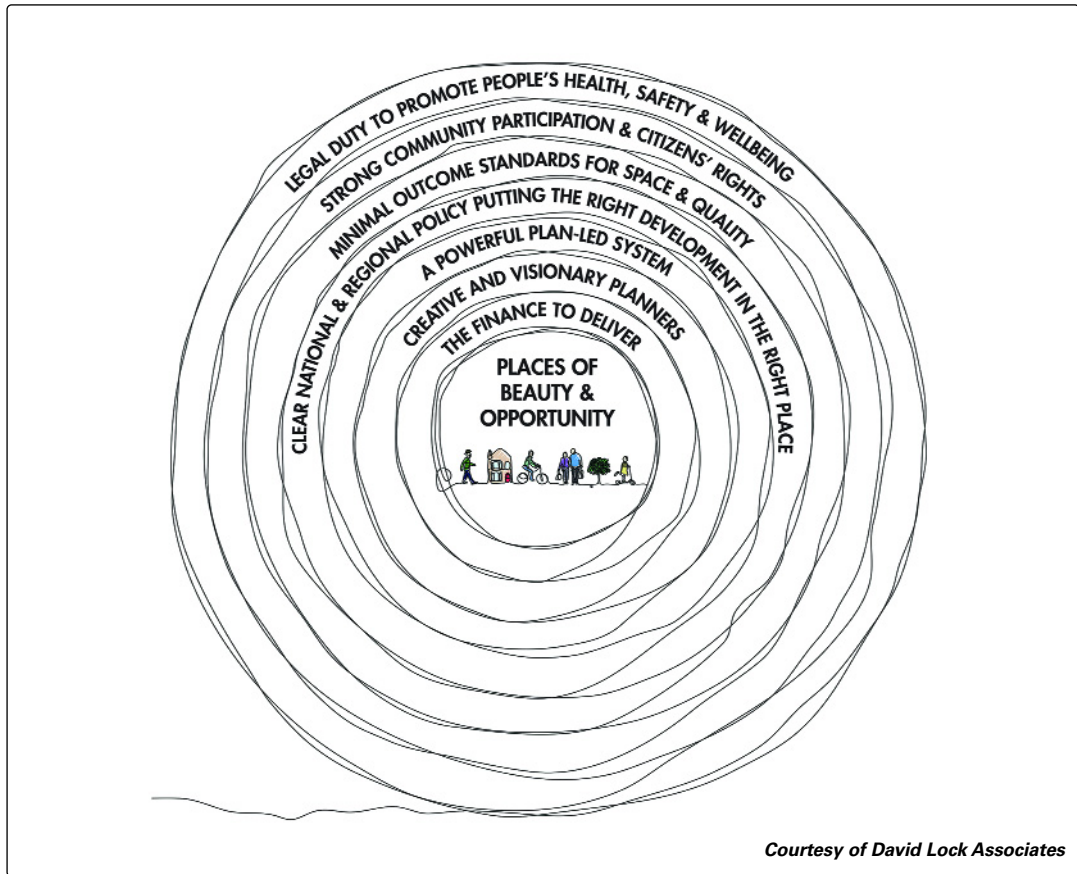 LEGAL DUTY TO PROMOTE PEOPLE'S HEALTH, SAFETY & WELLBEING
STRONG COMMUNITY PARTICIPATION & CITIZENS' RIGHTS
MINIMAL OUTCOME STANDARDS FOR SPACE & QUALITY
CLEAR NATIONAL & REGIONAL POLICY PUTTING THE RIGHT DEVELOPMENT IN THE RIGHT PLACE
A POWERFUL PLAN-LED SYSTEM
CREATIVE AND VISIONARY PLANNERS
THE FINANCE TO DELIVER
PLACES OF
BEAUTY &
OPPORTUNITY
Courtesy of David Lock Associates